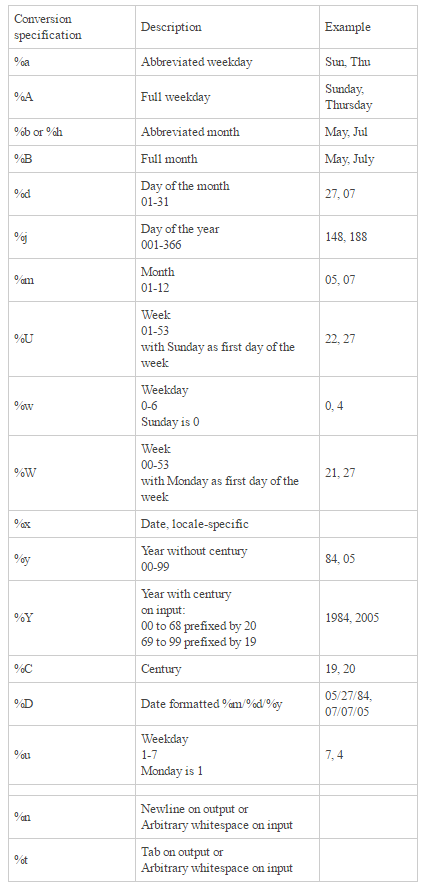 Conversion
specification
Description
Example
%a
Abbreviated weekday
Sun, Thu
%A
Full weekday
Sunday,
Thursday
%b or %h
Abbreviated month
May, Jul
%B
Full month
May, July
%d
Day of the month
01-31
27, 07
%j
Day of the year
001-366
148, 188
%m
Month
01-12
05, 07
%U
Week
01-53
with Sunday as first day of the
week
22, 27
%w
Weekday
0-6
Sunday is 0
0, 4
%W
Week
00-53
with Monday as first day of the
week
21, 27
%x
Date, locale-specific
%y
Year without century
00-99
84, 05
%Y
Year with century
on input:
00 to 68 prefixed by 20
69 to 99 prefixed by 19
1984, 2005
%C
Century
19, 20
%D
Date formatted %m/%d/%y
05/27/84,
07/07/05
%u
Weekday
1-7
Monday is 1
7, 4
%n
Newline on output or
Arbitrary whitespace on input
%t
Tab on output or
Arbitrary whitespace on input